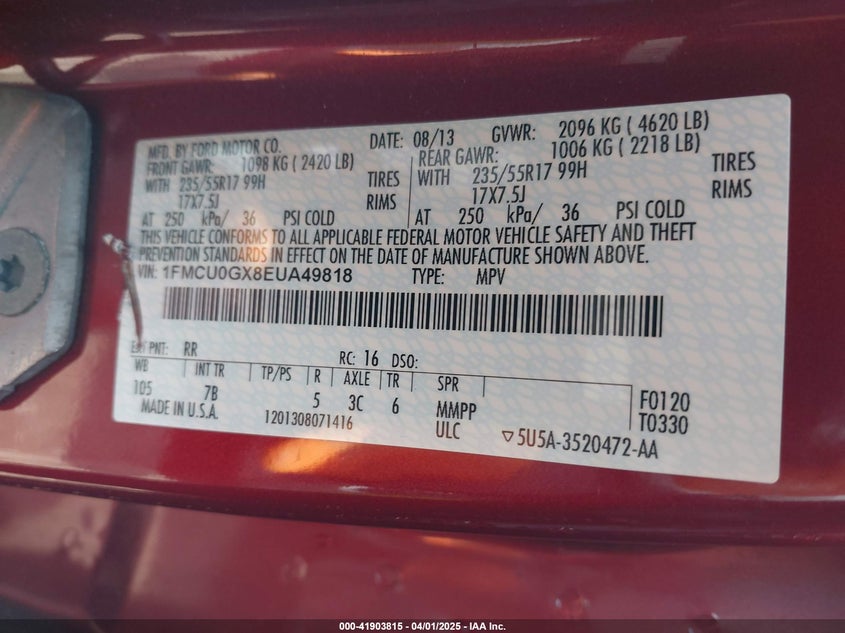 MFD. BY FORD MOTOR CO.
DATE: 08/13 GVWR: 2096 KG ( 4620 LB)
FRONT GAWR: 1098 KG ( 2420 LB)
REAR GAWR: 1006 KG ( 2218 LB)
WITH 235/55R17 99H TIRES
WITH 235/55R17 99H TIRES
17X7.5J RIMS
17X7.5J RIMS
AT 250 kPa/ 36 PSI COLD
AT 250 kPa/ 36 PSI COLD
THIS VEHICLE CONFORMS TO ALL APPLICABLE FEDERAL MOTOR VEHICLE SAFETY AND THEFT
PREVENTION STANDARDS IN EFFECT ON THE DATE OF MANUFACTURE SHOWN ABOVE.
VIN: 1FMCU0GX8EUA49818 TYPE: MPV
EXT PNT: RR RC: 16 DSO:
WB INT TR TP/PS R AXLE TR SPR
105 7B 5 3C 6 MMPP F0120
MADE IN U.S.A. 1201308071416 ULC T0330
▽5U5A-3520472-AA
000-41903815 - 04/01/2025 - IAA Inc.